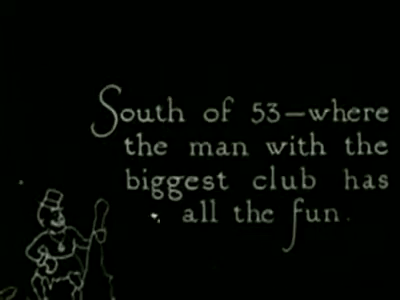 South of 53—where
the man with the
biggest club has
all the fun.